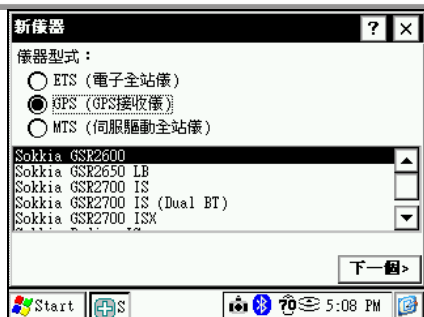 新儀器
? ×
儀器型式：
ETS (電子全站儀)
GPS (GPS接收儀)
MTS (伺服驅動全站儀)
Sokkia GSR2600
Sokkia GSR2650 LB
Sokkia GSR2700 IS
Sokkia GSR2700 IS (Dual BT)
Sokkia GSR2700 ISX
下一個>
Start
S
5:08 PM